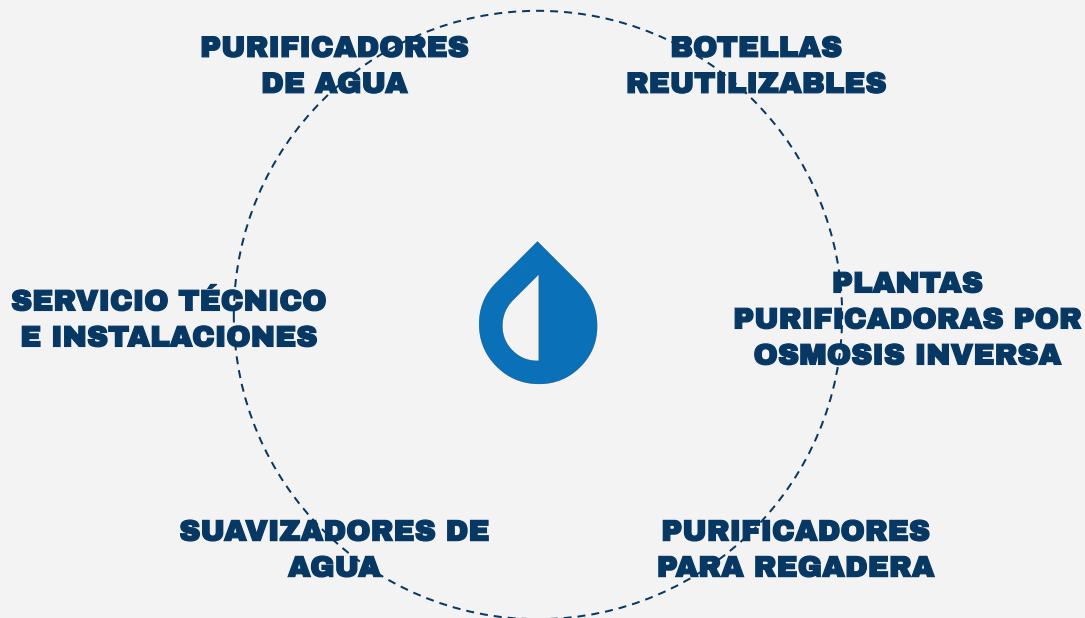 PURIFICADORES
DE AGUA
BOTELLAS
REUTILIZABLES
SERVICIO TÉCNICO
E INSTALACIONES
PLANTAS
PURIFICADORAS POR
OSMOSIS INVERSA
SUAVIZADORES DE
AGUA
PURIFICADORES
PARA REGADERA